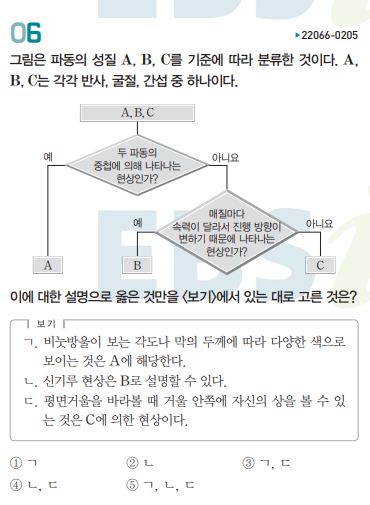 06
▶22066-0205
그림은 파동의 성질 A, B, C를 기준에 따라 분류한 것이다. A,
B, C는 각각 반사, 굴절, 간섭 중 하나이다.
A, B, C
예
두 파동의
중첩에 의해 나타나는
현상인가?
아니요
예
매질마다
속력이 달라서 진행 방향이
변하기 때문에 나타나는
현상인가?
아니요
A
B
C
이에 대한 설명으로 옳은 것만을 <보기>에서 있는 대로 고른 것은?
보기
ㄱ. 비눗방울이 보는 각도나 막의 두께에 따라 다양한 색으로
보이는 것은 A에 해당한다.
ㄴ. 신기루 현상은 B로 설명할 수 있다.
ㄷ. 평면거울을 바라볼 때 거울 안쪽에 자신의 상을 볼 수 있
는 것은 C에 의한 현상이다.
① ㄱ ② ㄴ ③ ㄱ, ㄷ
④ ㄴ, ㄷ ⑤ ㄱ, ㄴ, ㄷ
EBSi